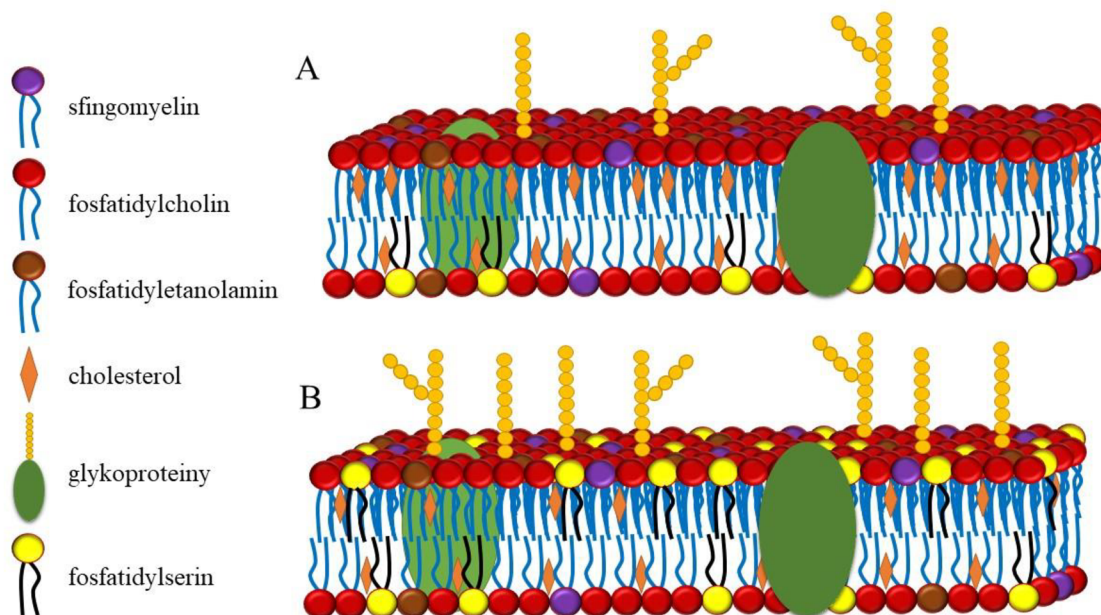 A
sfingomyelin
fosfatidylcholin
fosfatidyletanolamin
cholesterol
B
glykoproteiny
fosfatidylserin